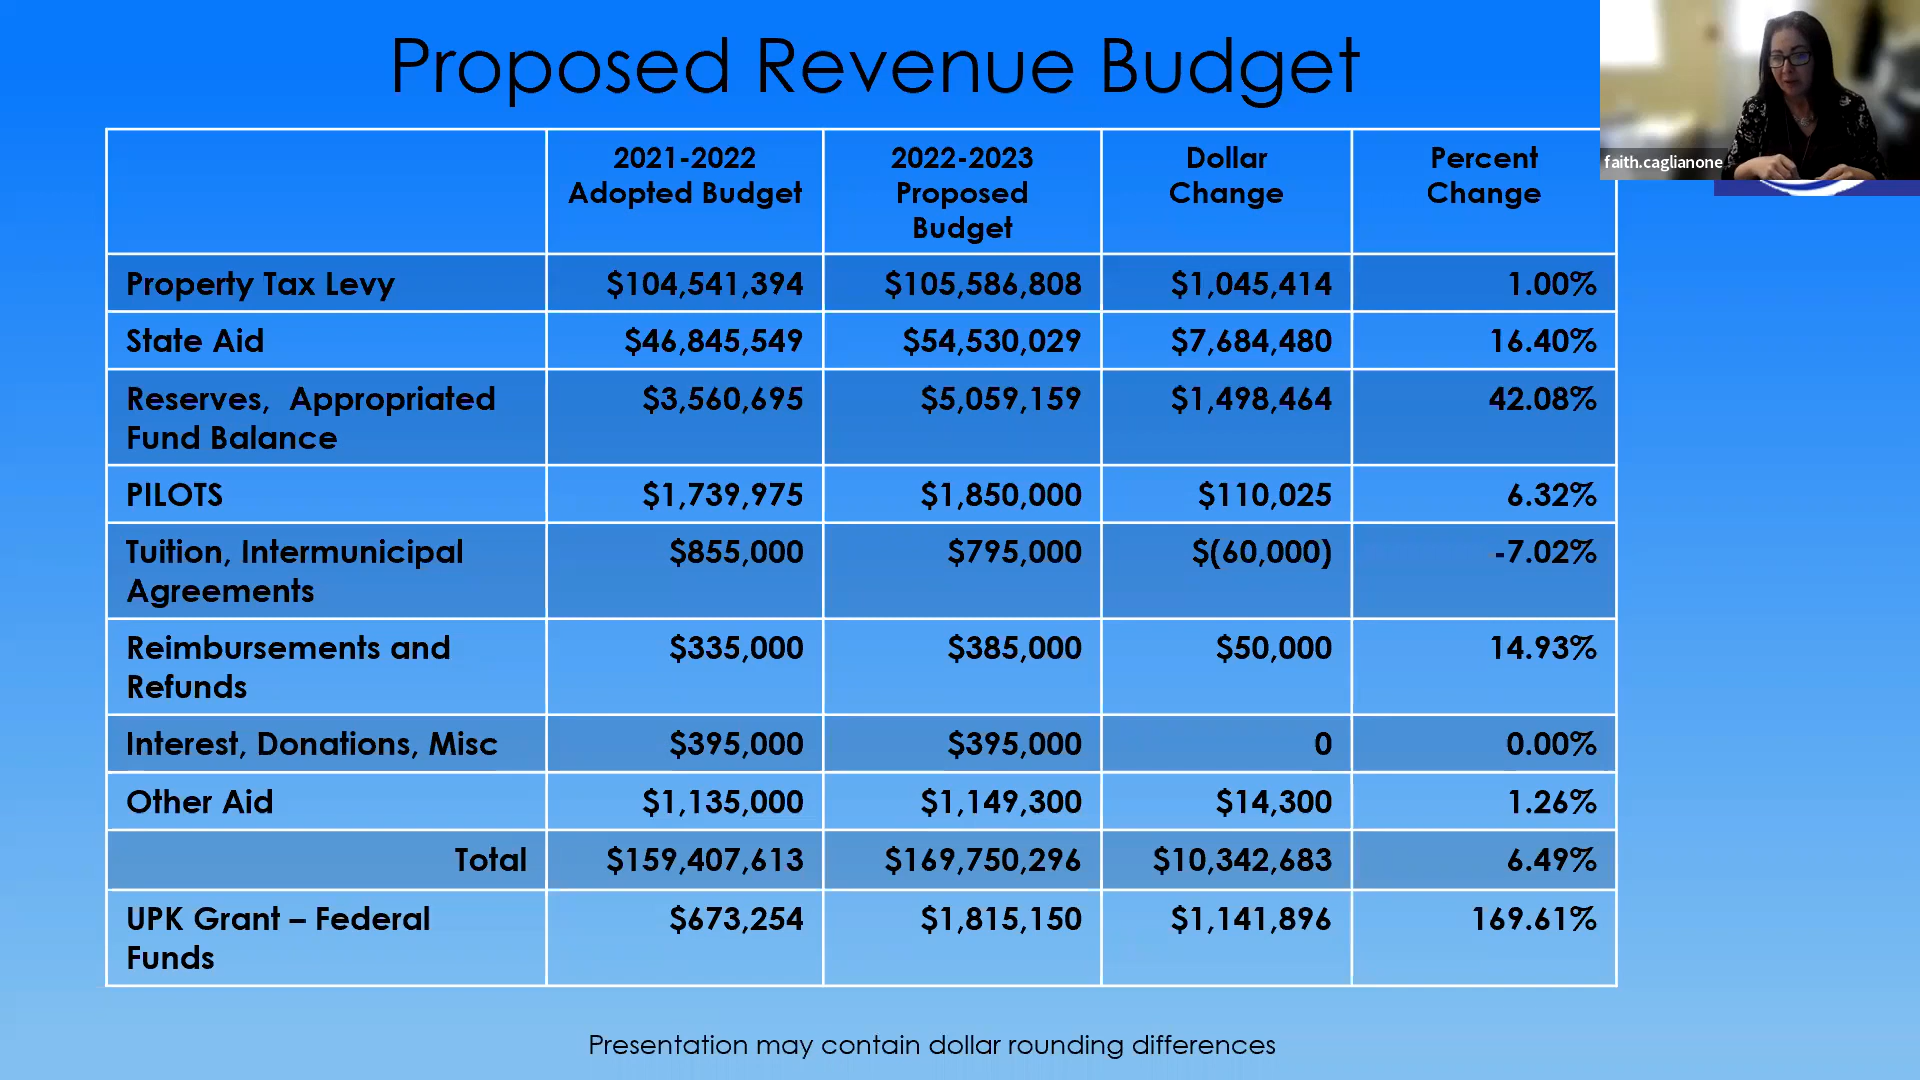 Proposed Revenue Budget
faith.caglianone
2021-2022 Adopted Budget
2022-2023 Proposed Budget
Dollar Change
Percent Change
Property Tax Levy $104,541,394 $105,586,808 $1,045,414 1.00%
State Aid $46,845,549 $54,530,029 $7,684,480 16.40%
Reserves, Appropriated $3,560,695 $5,059,159 $1,498,464 42.08%
Fund Balance
PILOTS $1,739,975 $1,850,000 $110,025 6.32%
Tuition, Intermunicipal $855,000 $795,000 $(60,000) -7.02%
Agreements
Reimbursements and $335,000 $385,000 $50,000 14.93%
Refunds
Interest, Donations, Misc $395,000 $395,000 0 0.00%
Other Aid $1,135,000 $1,149,300 $14,300 1.26%
Total $159,407,613 $169,750,296 $10,342,683 6.49%
UPK Grant – Federal $673,254 $1,815,150 $1,141,896 169.61%
Funds
Presentation may contain dollar rounding differences